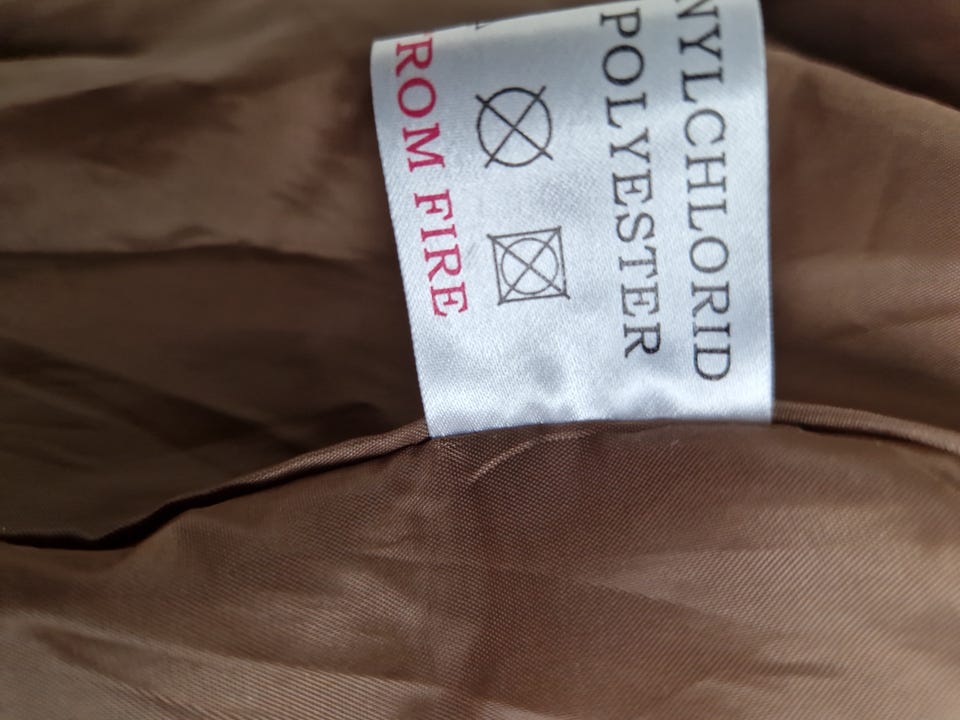 NYLCHLORID
POLYESTER
ROM FIRE